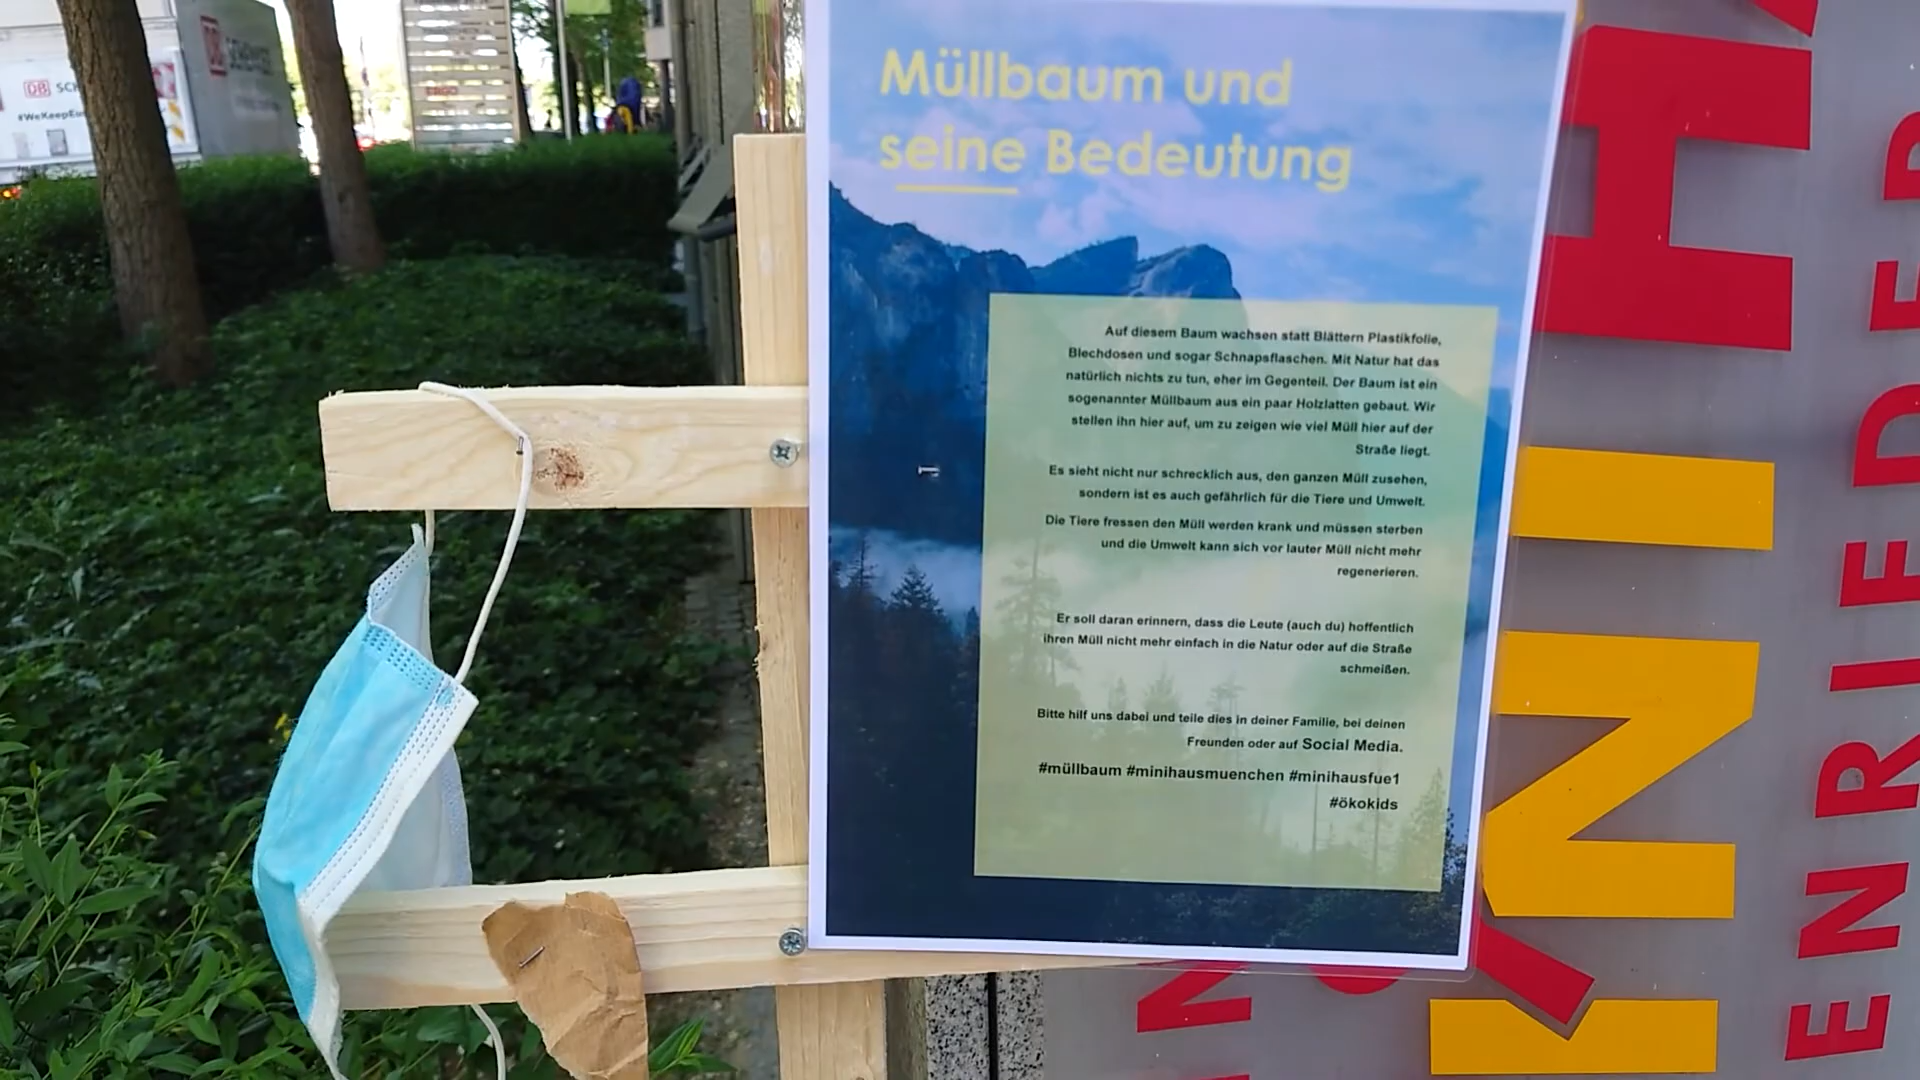 Müllbaum und
seine Bedeutung
Auf diesem Baum wachsen statt Blättern Plastikfolie,
Blechdosen und sogar Schnapsflaschen. Mit Natur hat das
natürlich nichts zu tun, eher im Gegenteil. Der Baum ist ein
sogenannter Müllbaum aus ein paar Holzlatten gebaut. Wir
stellen ihn hier auf, um zu zeigen wie viel Müll hier auf der
Straße liegt.
Es sieht nicht nur schrecklich aus, den ganzen Müll zusehen,
sondern ist es auch gefährlich für die Tiere und Umwelt.
Die Tiere fressen den Müll werden krank und müssen sterben
und die Umwelt kann sich vor lauter Müll nicht mehr
regenerieren.
Er soll daran erinnern, dass die Leute (auch du) hoffentlich
ihren Müll nicht mehr einfach in die Natur oder auf die Straße
schmeißen.
Bitte hilf uns dabei und teile dies in deiner Familie, bei deinen
Freunden oder auf Social Media.
#müllbaum #minihausmuenchen #minihausfue1
#ökokids
DB
DB